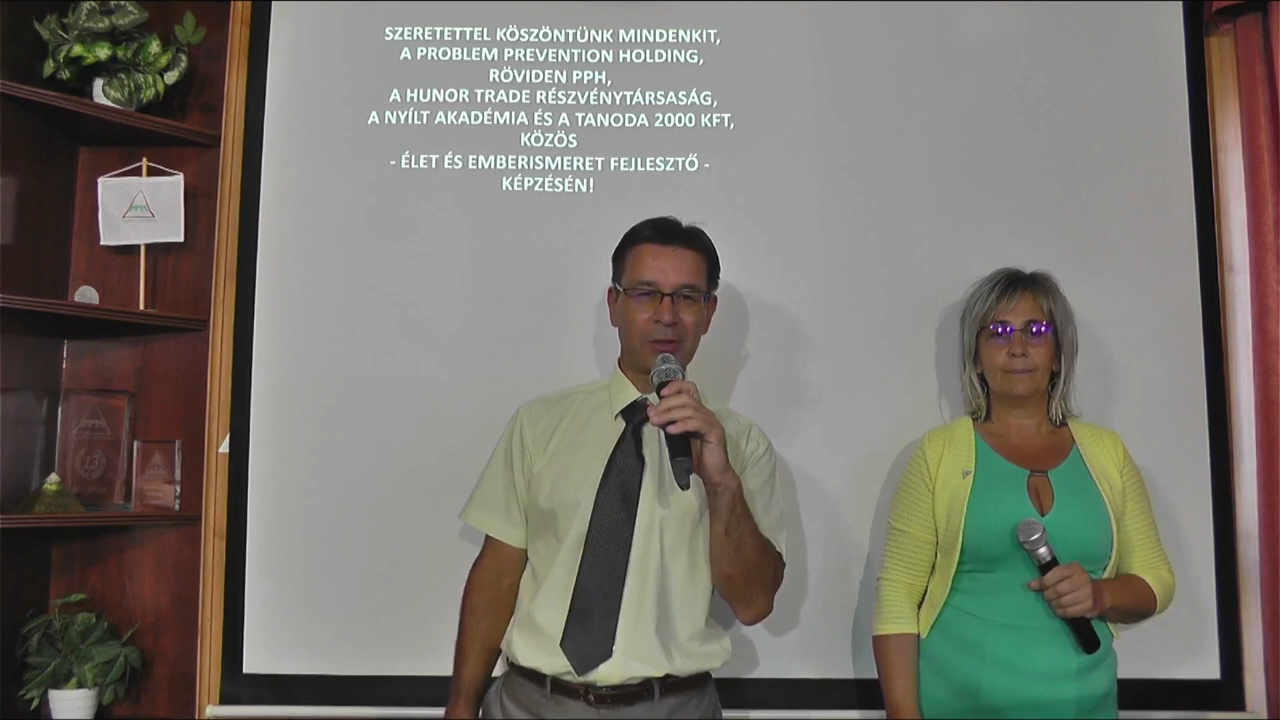 SZERETETTEL KÖSZÖNTÜNK MINDENKIT,
A PROBLEM PREVENTION HOLDING,
RÖVIDEN PPH,
A HUNOR TRADE RÉSZVÉNYTÁRSASÁG,
A NYÍLT AKADÉMIA ÉS A TANODA 2000 KFT,
KÖZÖS
- ÉLET ÉS EMBERISMERET FEJLESZTŐ -
KÉPZÉSÉN!
13